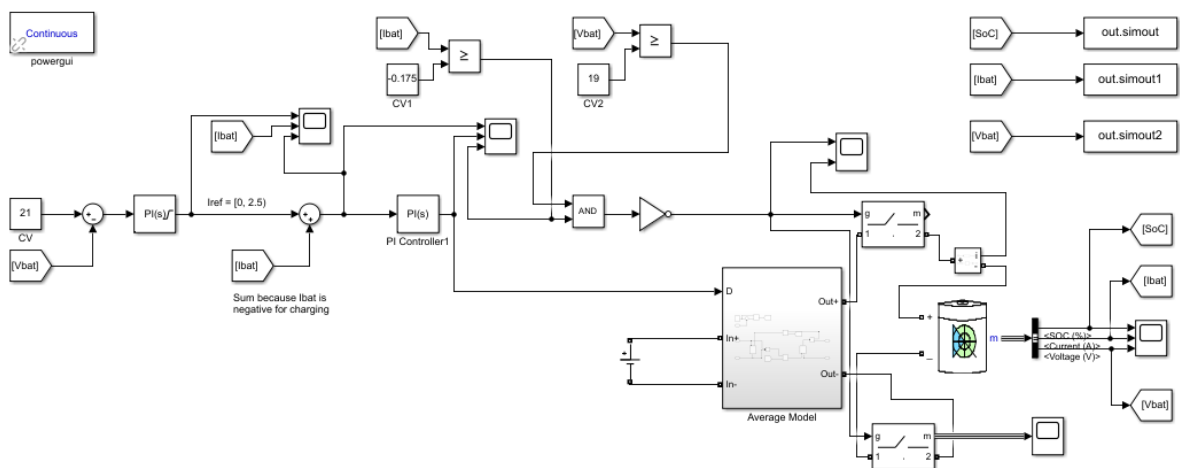 Continuous
powergui
[Ibat]
≥
-0.175
CV1
[Vbat]
≥
19
CV2
[SoC]
out.simout
[Ibat]
out.simout1
[Vbat]
out.simout2
[Ibat]
21
CV
+
-
PI(s)
Iref = [0, 2.5)
+
+
PI(s)
PI Controller1
AND
[Vbat]
[Ibat]
Sum because Ibat is
negative for charging
g
m
1
2
+
i
-
[SoC]
[Ibat]
[Vbat]
D
In+
In-
Out+
Out-
Average Model
+
+
_
m
<SOC (%)>
<Current (A)>
<Voltage (V)>
g
m
1
2